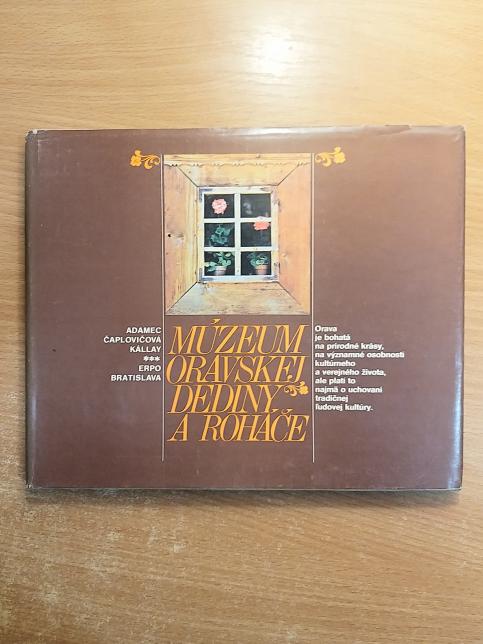 ADAMEC
ČAPLOVIČOVA
KÁLLAY
***
ERPO
BRATISLAVA
MÚZEUM
ORAVSKEJ
DEDINY
A ROHÁČE
Orava
je bohatá
na prírodné krásy,
na významné osobnosti
kultúrneho
a verejného života,
ale platí to
najmä o uchovaní
tradičnej
ľudovej kultúry.